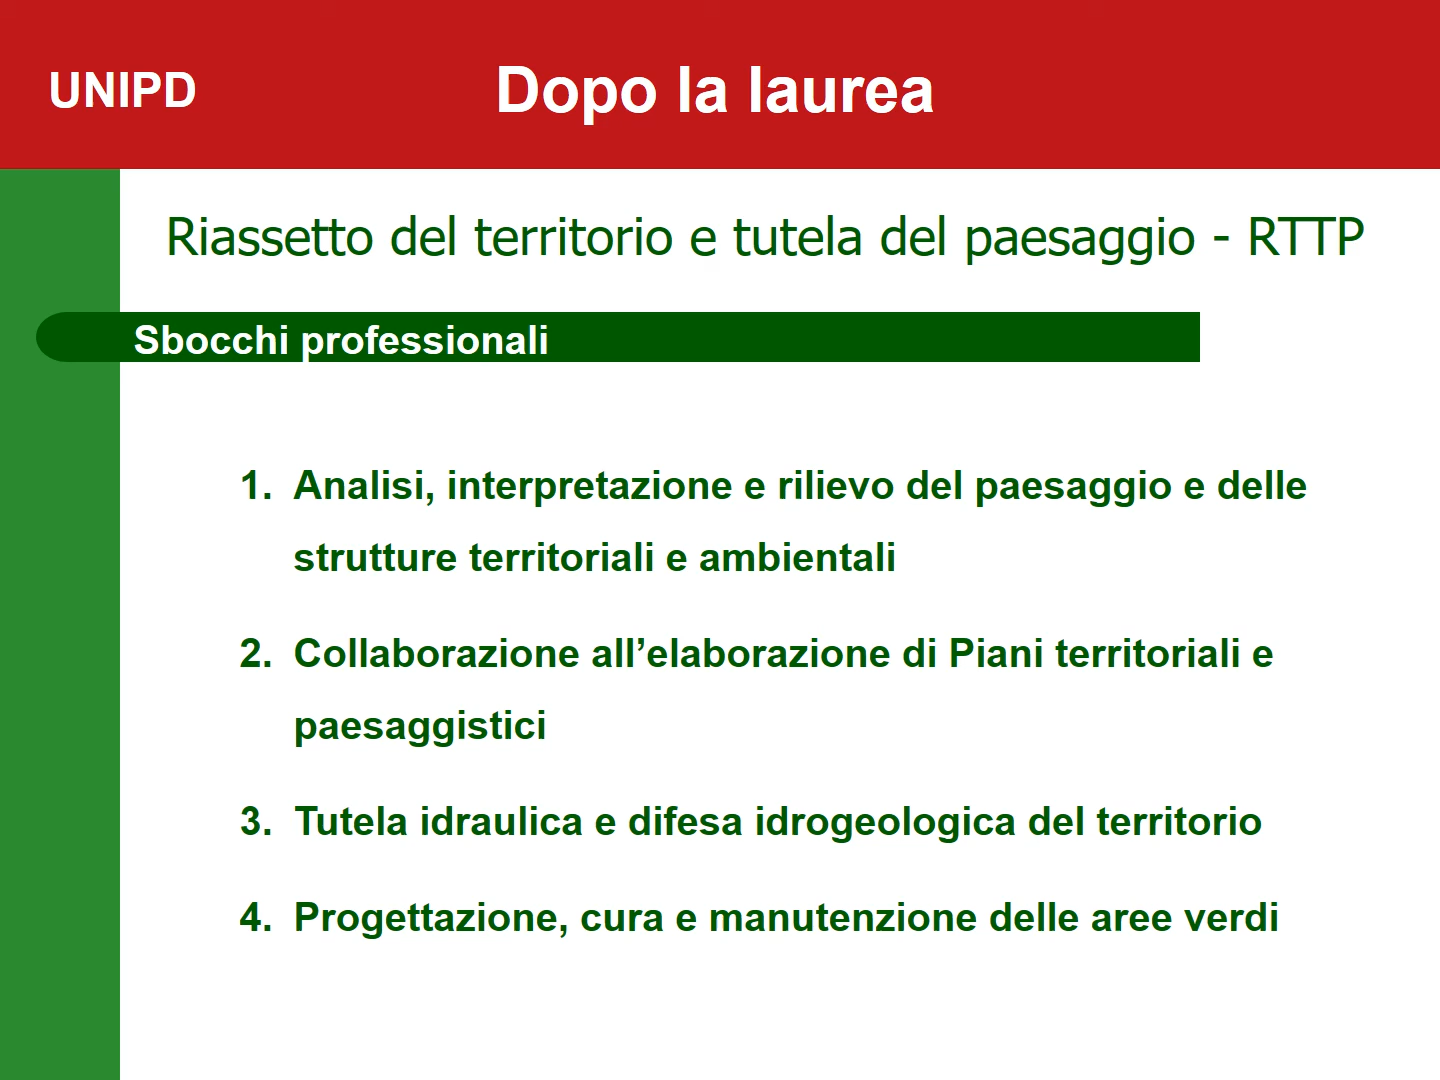 UNIPD
Dopo la laurea
Riassetto del territorio e tutela del paesaggio - RTTP
Sbocchi professionali
1. Analisi, interpretazione e rilievo del paesaggio e delle
strutture territoriali e ambientali
2. Collaborazione all’elaborazione di Piani territoriali e
paesaggistici
3. Tutela idraulica e difesa idrogeologica del territorio
4. Progettazione, cura e manutenzione delle aree verdi